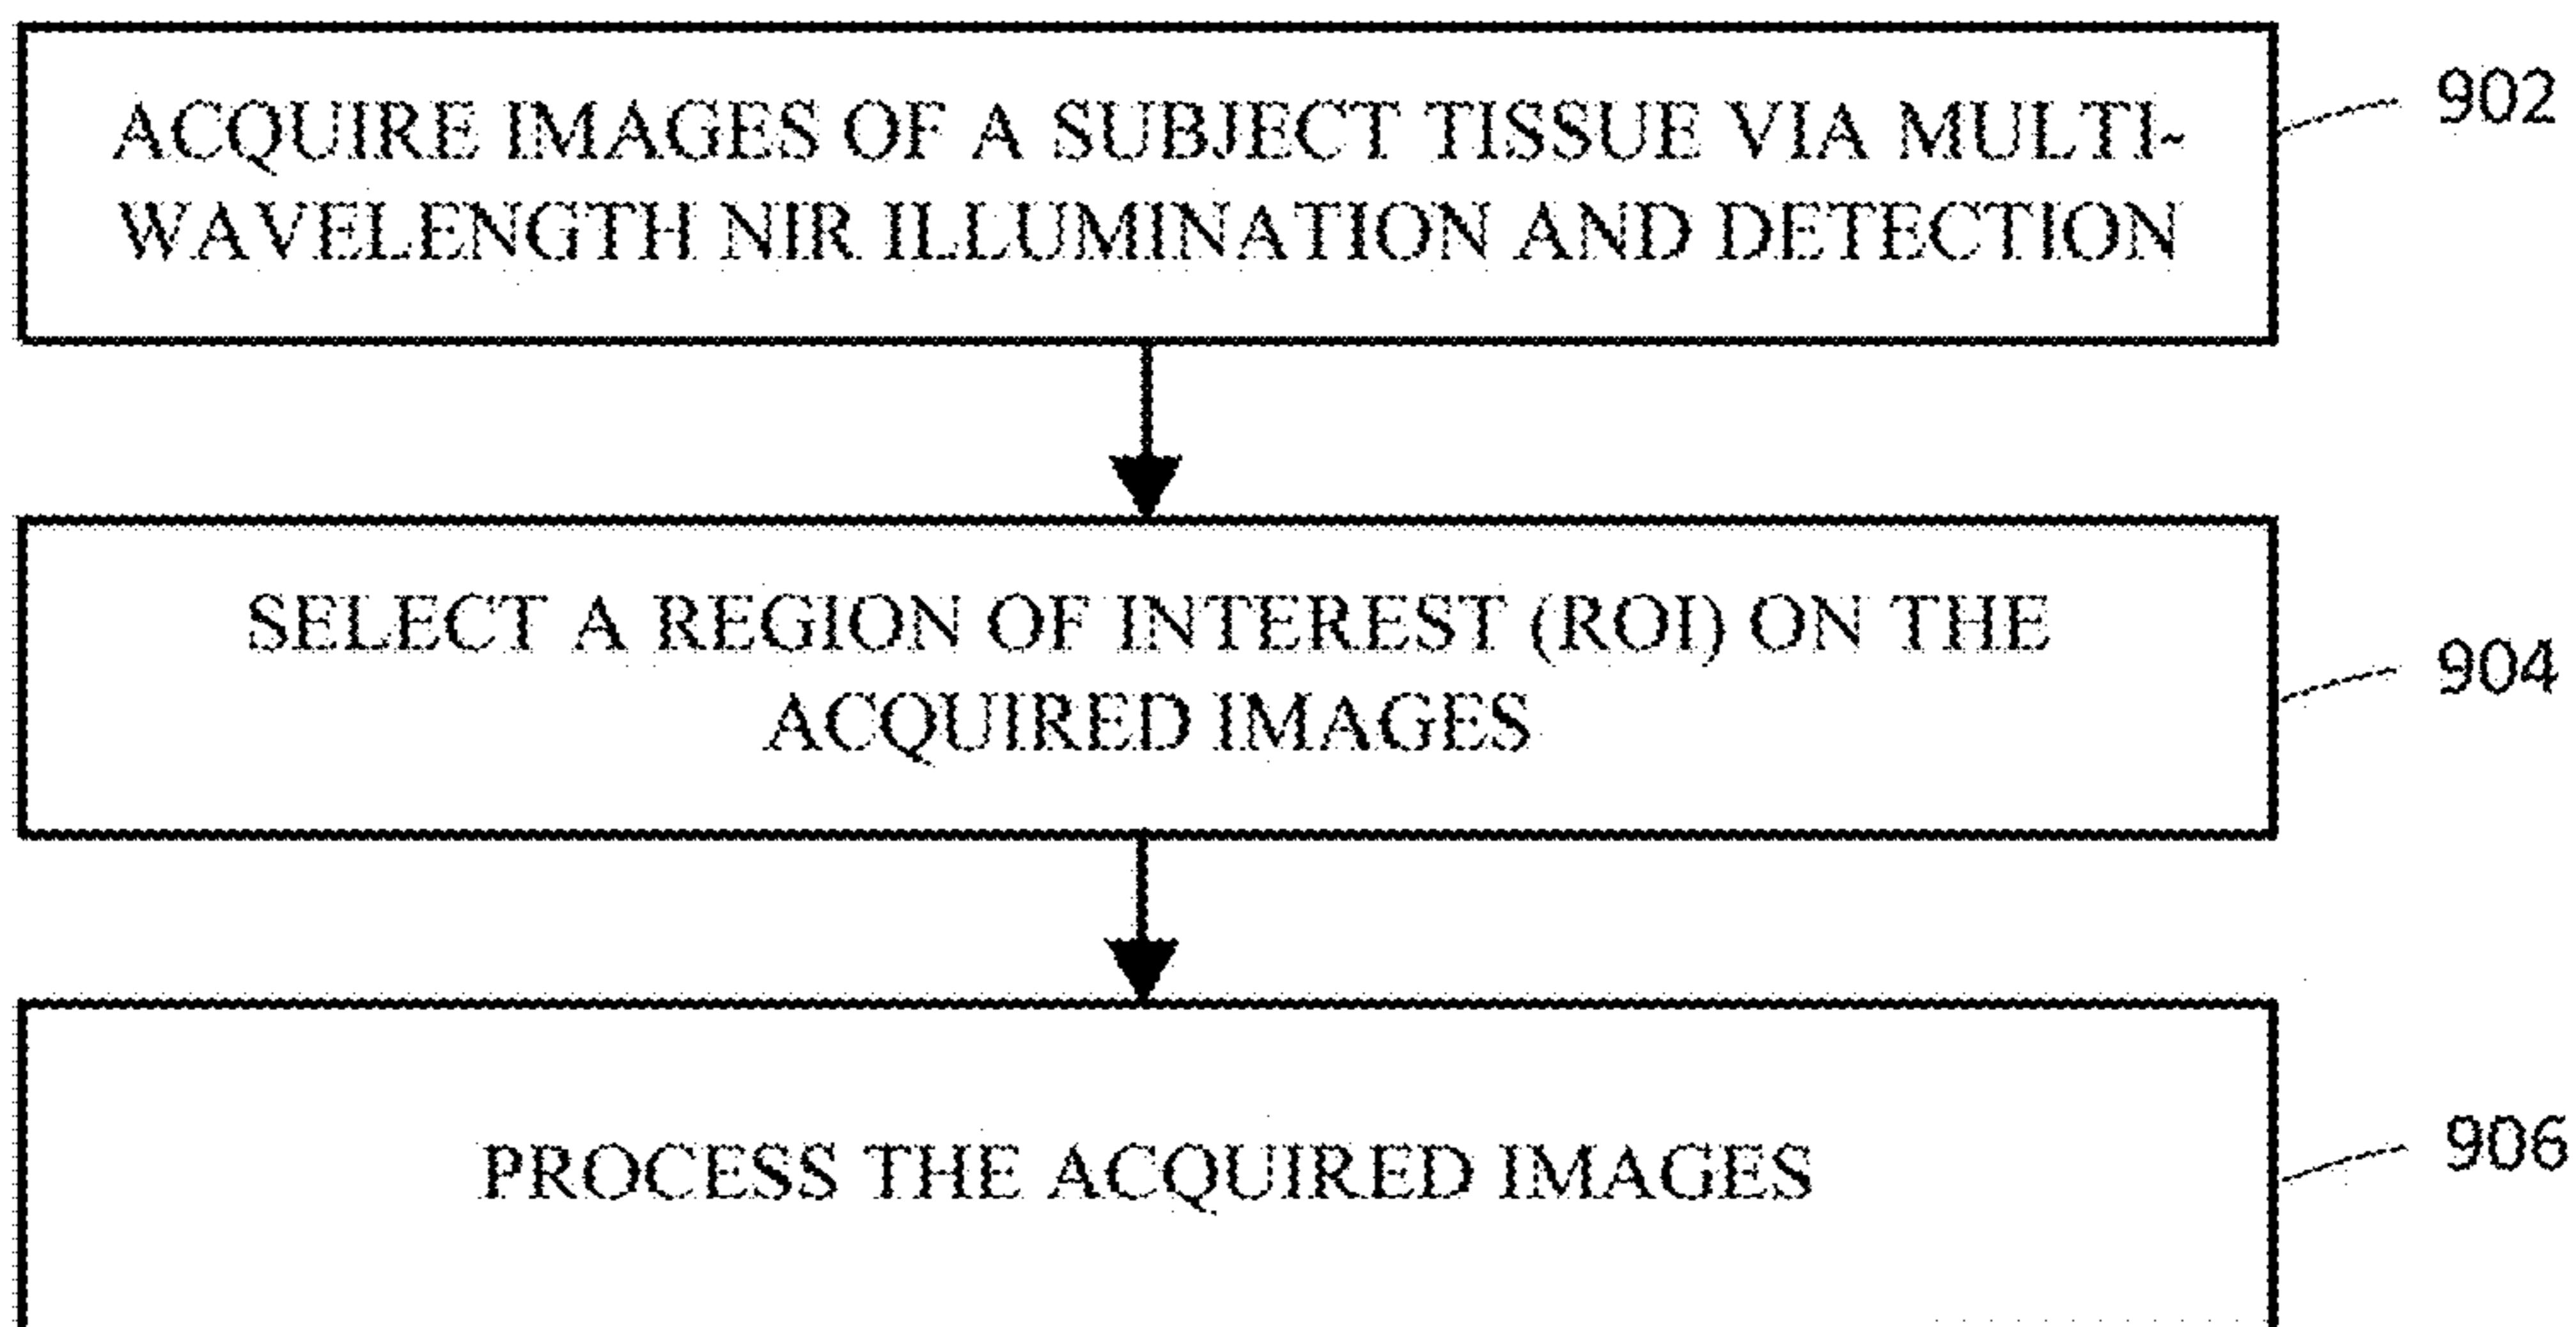 ACQUIRE IMAGES OF A SUBJECT TISSUE VIA MULTI-
902
WAVELENGTH NIR ILLUMINATION AND DETECTION
SELECT A REGION OF INTEREST (ROI) ON THE
904
ACQUIRED IMAGES
PROCESS THE ACQUIRED IMAGES
906